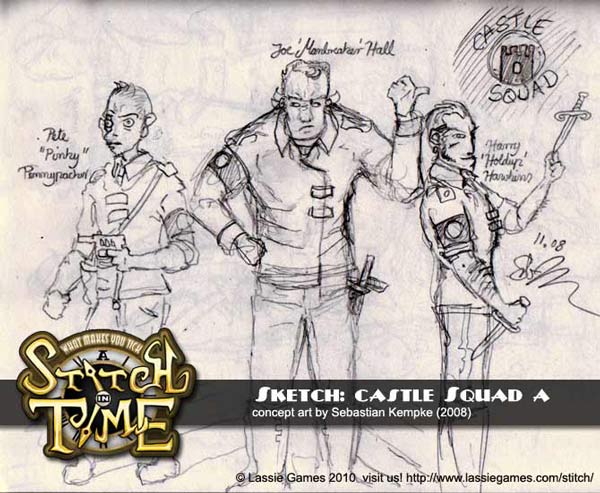 CASTLE
SQUAD
Joe 'Manbreaker' Hall
Pete
"Pinky"
Pennypacker
Harry
'Holdup'
Hawkins
11.08
WHAT MAKES YOU TICK
A
STITCH
IN
TIME
SKETCH: CASTLE SQUAD A
concept art by Sebastian Kempke (2008)
© Lassie Games 2010 visit us! http://www.lassiegames.com/stitch/